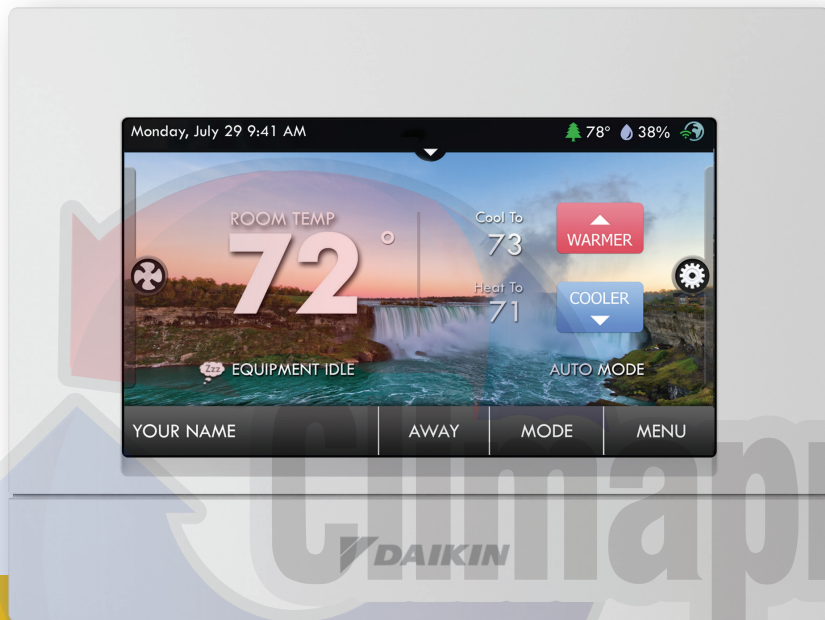 Monday, July 29 9:41 AM
78° 38%
ROOM TEMP
72°
Cool To
73
WARMER
Heat To
71
COOLER
Zzz EQUIPMENT IDLE
AUTO MODE
YOUR NAME
AWAY
MODE
MENU
DAIKIN